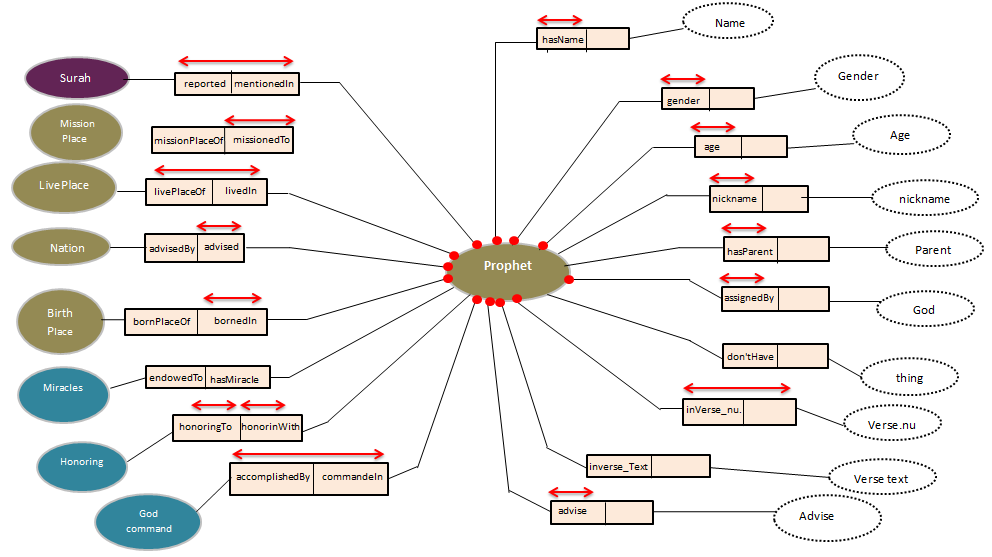 Name
hasName
Surah
reported mentionedIn
Gender
gender
Mission
Place
missionPlaceOf missionedTo
Age
age
LivePlace
livePlaceOf livedIn
nickname
nickname
Nation
advisedBy advised
Parent
hasParent
Prophet
assignedBy
God
Birth
Place
bornPlaceOf bornedIn
don'tHave
thing
Miracles
endowedTo hasMiracle
inVerse_nu.
Verse.nu
honoringTo honorinWith
Honoring
inverse_Text
Verse text
accomplishedBy commandeIn
God
command
advise
Advise